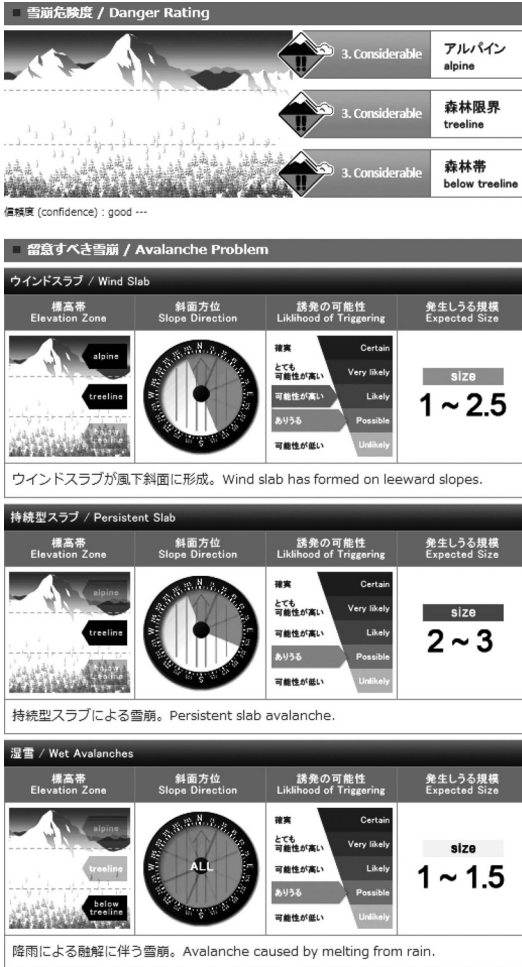 ■ 雪崩危険度 / Danger Rating
3. Considerable
アルパイン
alpine
3. Considerable
森林限界
treeline
3. Considerable
森林帯
below treeline
信頼度 (confidence) : good ---
■ 留意すべき雪崩 / Avalanche Problem
ウインドスラブ / Wind Slab
標高帯 斜面方位 誘発の可能性 発生しうる規模
Elevation Zone Slope Direction Liklihood of Triggering Expected Size
alpine
treeline
below
treeline
N
E
S
W
確実 Certain
とても
可能性が高い Very likely
可能性が高い Likely
ありうる Possible
可能性が低い Unlikely
size
1 ~ 2.5
ウインドスラブが風下斜面に形成。Wind slab has formed on leeward slopes.
持続型スラブ / Persistent Slab
標高帯 斜面方位 誘発の可能性 発生しうる規模
Elevation Zone Slope Direction Liklihood of Triggering Expected Size
alpine
treeline
below
treeline
N
E
S
W
確実 Certain
とても
可能性が高い Very likely
可能性が高い Likely
ありうる Possible
可能性が低い Unlikely
size
2 ~ 3
持続型スラブによる雪崩。Persistent slab avalanche.
湿雪 / Wet Avalanches
標高帯 斜面方位 誘発の可能性 発生しうる規模
Elevation Zone Slope Direction Liklihood of Triggering Expected Size
alpine
treeline
below
treeline
N
E
S
W
ALL
確実 Certain
とても
可能性が高い Very likely
可能性が高い Likely
ありうる Possible
可能性が低い Unlikely
size
1 ~ 1.5
降雨による融解に伴う雪崩。Avalanche caused by melting from rain.